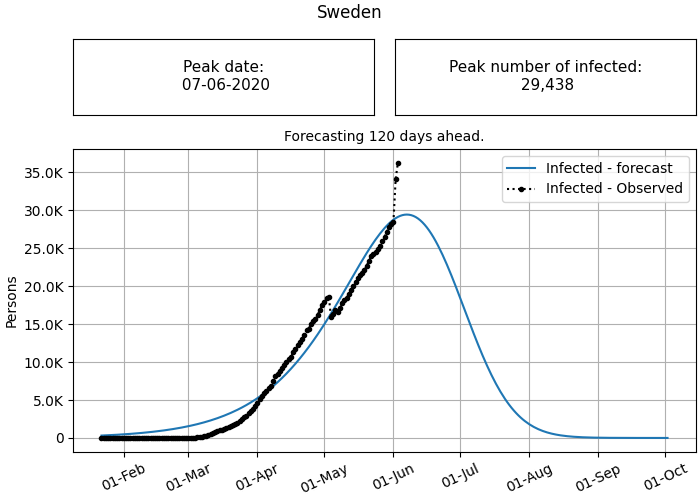 Sweden
Peak date:
07-06-2020
Peak number of infected:
29,438
Forecasting 120 days ahead.
Infected - forecast
Infected - Observed
35.0K
30.0K
25.0K
20.0K
15.0K
10.0K
5.0K
0
Persons
01-Feb
01-Mar
01-Apr
01-May
01-Jun
01-Jul
01-Aug
01-Sep
01-Oct